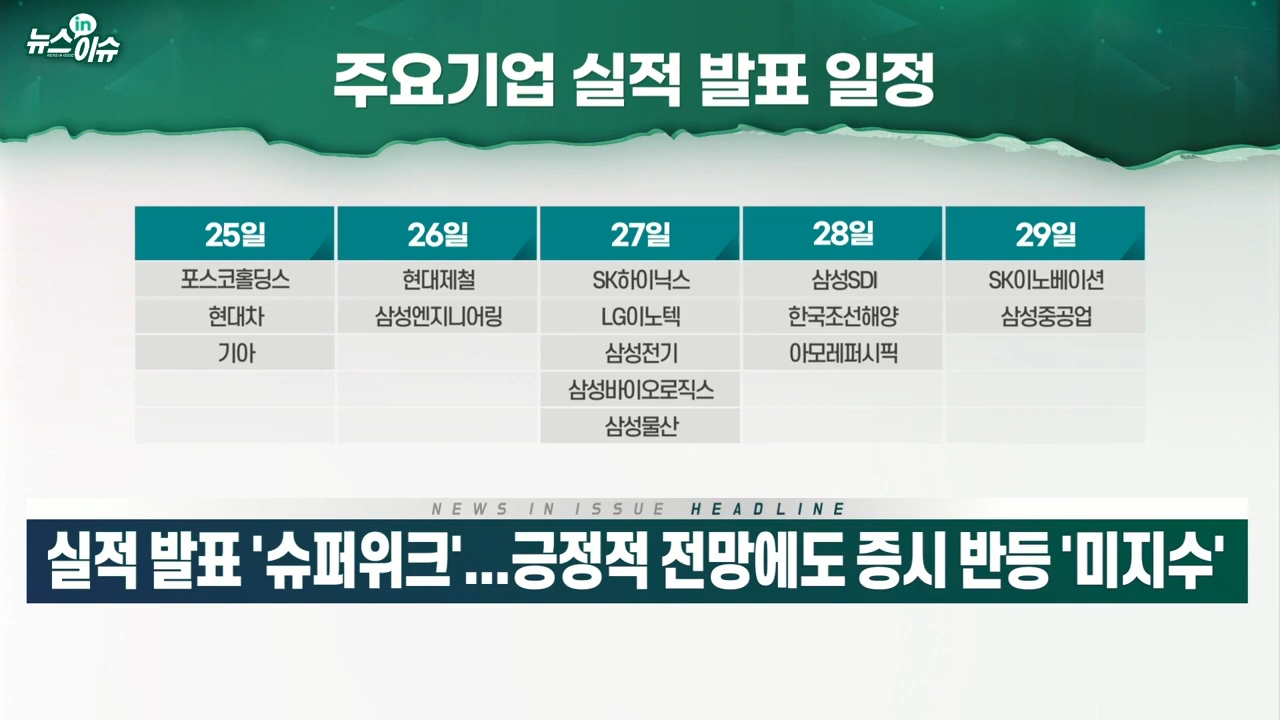 뉴스in이슈
주요기업 실적 발표 일정
25일 26일 27일 28일 29일
포스코홀딩스 현대제철 SK하이닉스 삼성SDI SK이노베이션
현대차 삼성엔지니어링 LG이노텍 한국조선해양 삼성중공업
기아 삼성전기 아모레퍼시픽
삼성바이오로직스
삼성물산
NEWS IN ISSUE HEADLINE
실적 발표 '슈퍼위크'...긍정적 전망에도 증시 반등 '미지수'